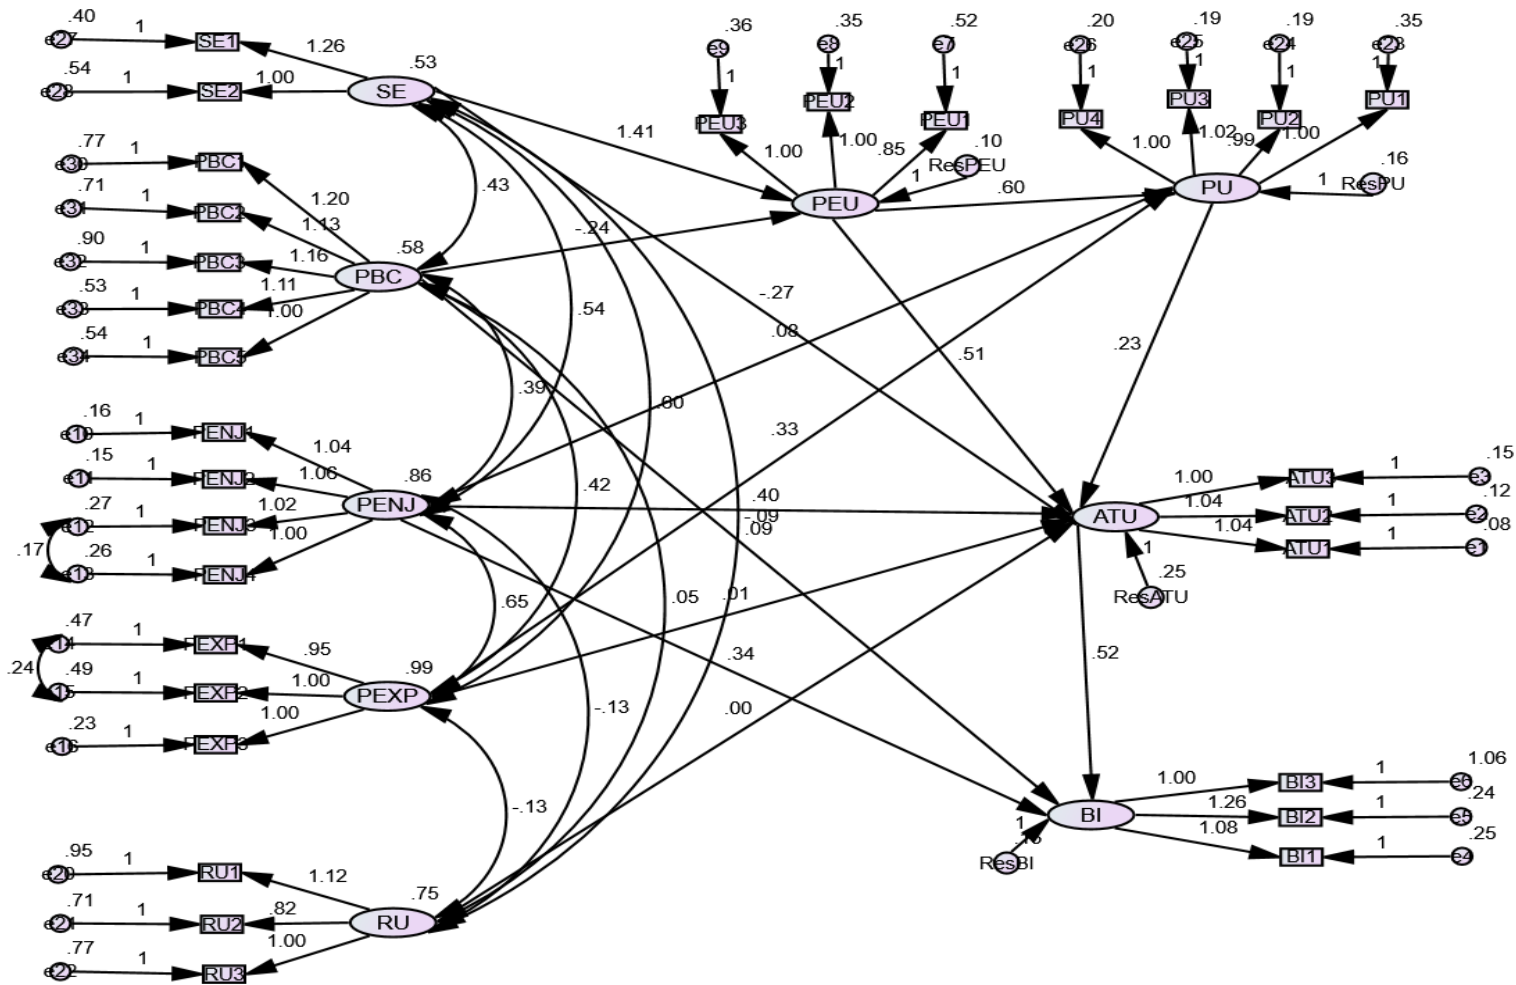 .40
e27 1 SE1
1.26
.53
SE
.54
e28 1 SE2 1.00
.77
e30 1 PBC1
1.20
.71
e31 1 PBC2
1.13
.58
PBC
.90
e32 1 PBC3 1.16
.53
e33 1 PBC4 1.11
1.00
.54
e34 1 PBC5
.16
e10 1 PENJ1
1.04
.86
PENJ
.15
e11 1 PENJ2 1.06
.27
e12 1 PENJ3 1.02
.17
.26
e13 1 PENJ4 1.00
.47
e14 1 PEXP1 .95
.99
PEXP
.24
.49
e15 1 PEXP2 1.00
.23
e16 1 PEXP3 1.00
.95
e20 1 RU1 1.12
.75
RU
.71
e21 1 RU2 .82
.77
e22 1 RU3 1.00
.43
.54
.39
.60
.42
.09
.65
.05
-.13
-.13
1.41
-.24
-.27
.08
.33
.40
-.09
.01
.34
.00
.36
e9
1
PEU3
1.00
.35
e8
1
PEU2
1.00
.52
e7
1
PEU1
.85
PEU
.10
ResPEU
1
.60
.20
e26
1
PU4
1.00
.19
e25
1
PU3
1.02
.19
e24
1
PU2
.99
.35
e23
1
PU1
1.00
PU
.16
ResPU
1
.51
.23
ATU
1
.25
ResATU
1.00 ATU3 1 e3 .15
1.04 ATU2 1 e2 .12
1.04 ATU1 1 e1 .08
.52
BI
1
ResBI
1.00 BI3 1 e6 1.06
1.26 BI2 1 e5 .24
1.08 BI1 1 e4 .25